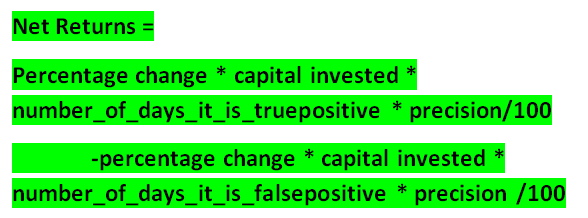 Net Returns =
Percentage change * capital invested *
number_of_days_it_is_truepositive * precision/100
-percentage change * capital invested *
number_of_days_it_is_falsepositive * precision /100